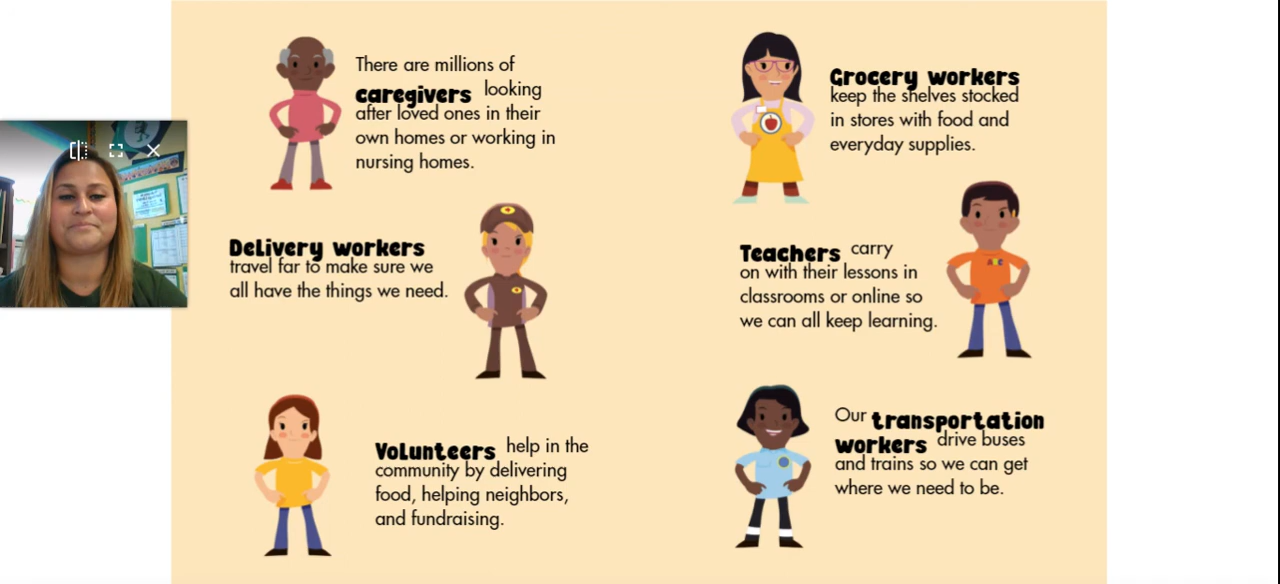 There are millions of
caregivers looking
after loved ones in their
own homes or working in
nursing homes.
Delivery workers
travel far to make sure we
all have the things we need.
Volunteers help in the
community by delivering
food, helping neighbors,
and fundraising.
Grocery workers
keep the shelves stocked
in stores with food and
everyday supplies.
Teachers carry
on with their lessons in
classrooms or online so
we can all keep learning.
ABC
Our transportation
workers drive buses
and trains so we can get
where we need to be.